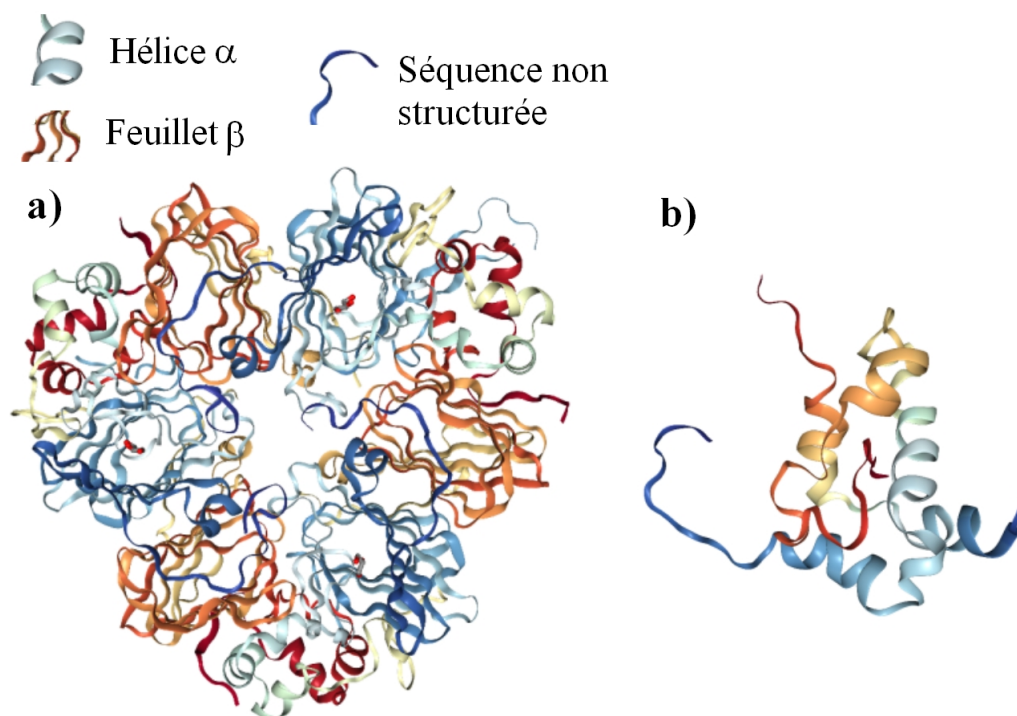 Hélice α
Séquence non
structurée
Feuillet β
a)
b)